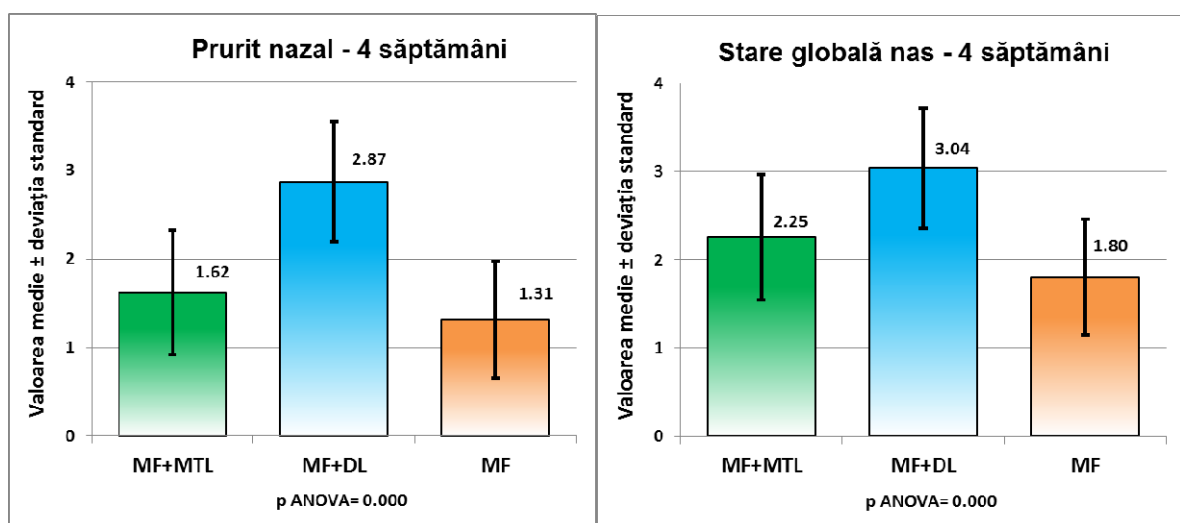 Prurit nazal - 4 săptămâni
Valoarea medie ± deviația standard
4
3
2
1
0
1.62
2.87
1.31
MF+MTL
MF+DL
MF
p ANOVA= 0.000
Stare globală nas - 4 săptămâni
Valoarea medie ± deviația standard
4
3
2
1
0
2.25
3.04
1.80
MF+MTL
MF+DL
MF
p ANOVA= 0.000